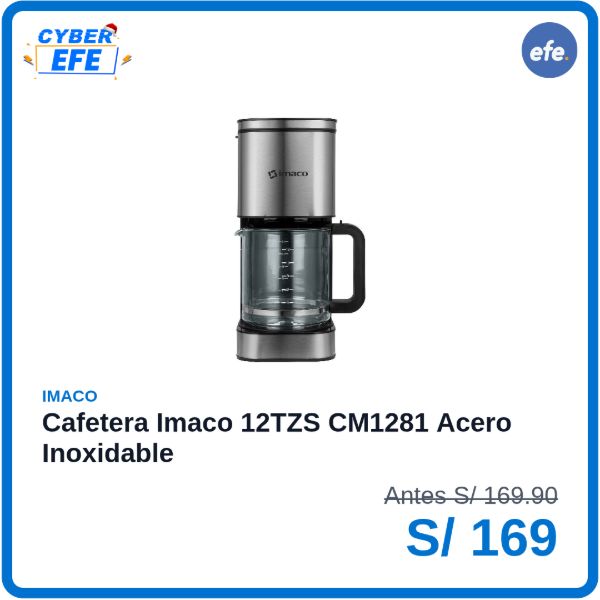 CYBER
EFE
efe.
imaco
IMACO
Cafetera Imaco 12TZS CM1281 Acero
Inoxidable
Antes S/ 169.90
S/ 169